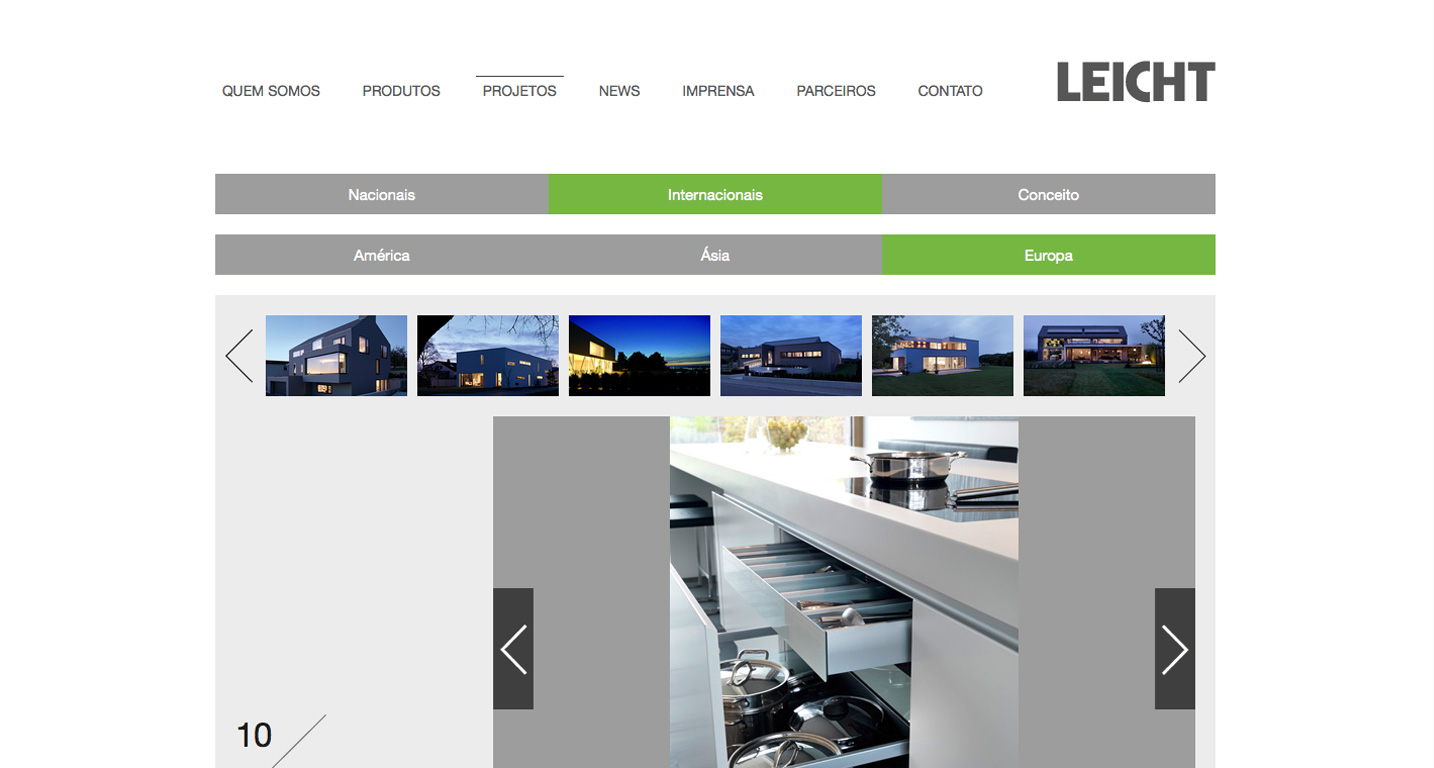 QUEM SOMOS PRODUTOS PROJETOS NEWS IMPRENSA PARCEIROS CONTATO LEICHT
Nacionais Internacionais Conceito
América Ásia Europa
10